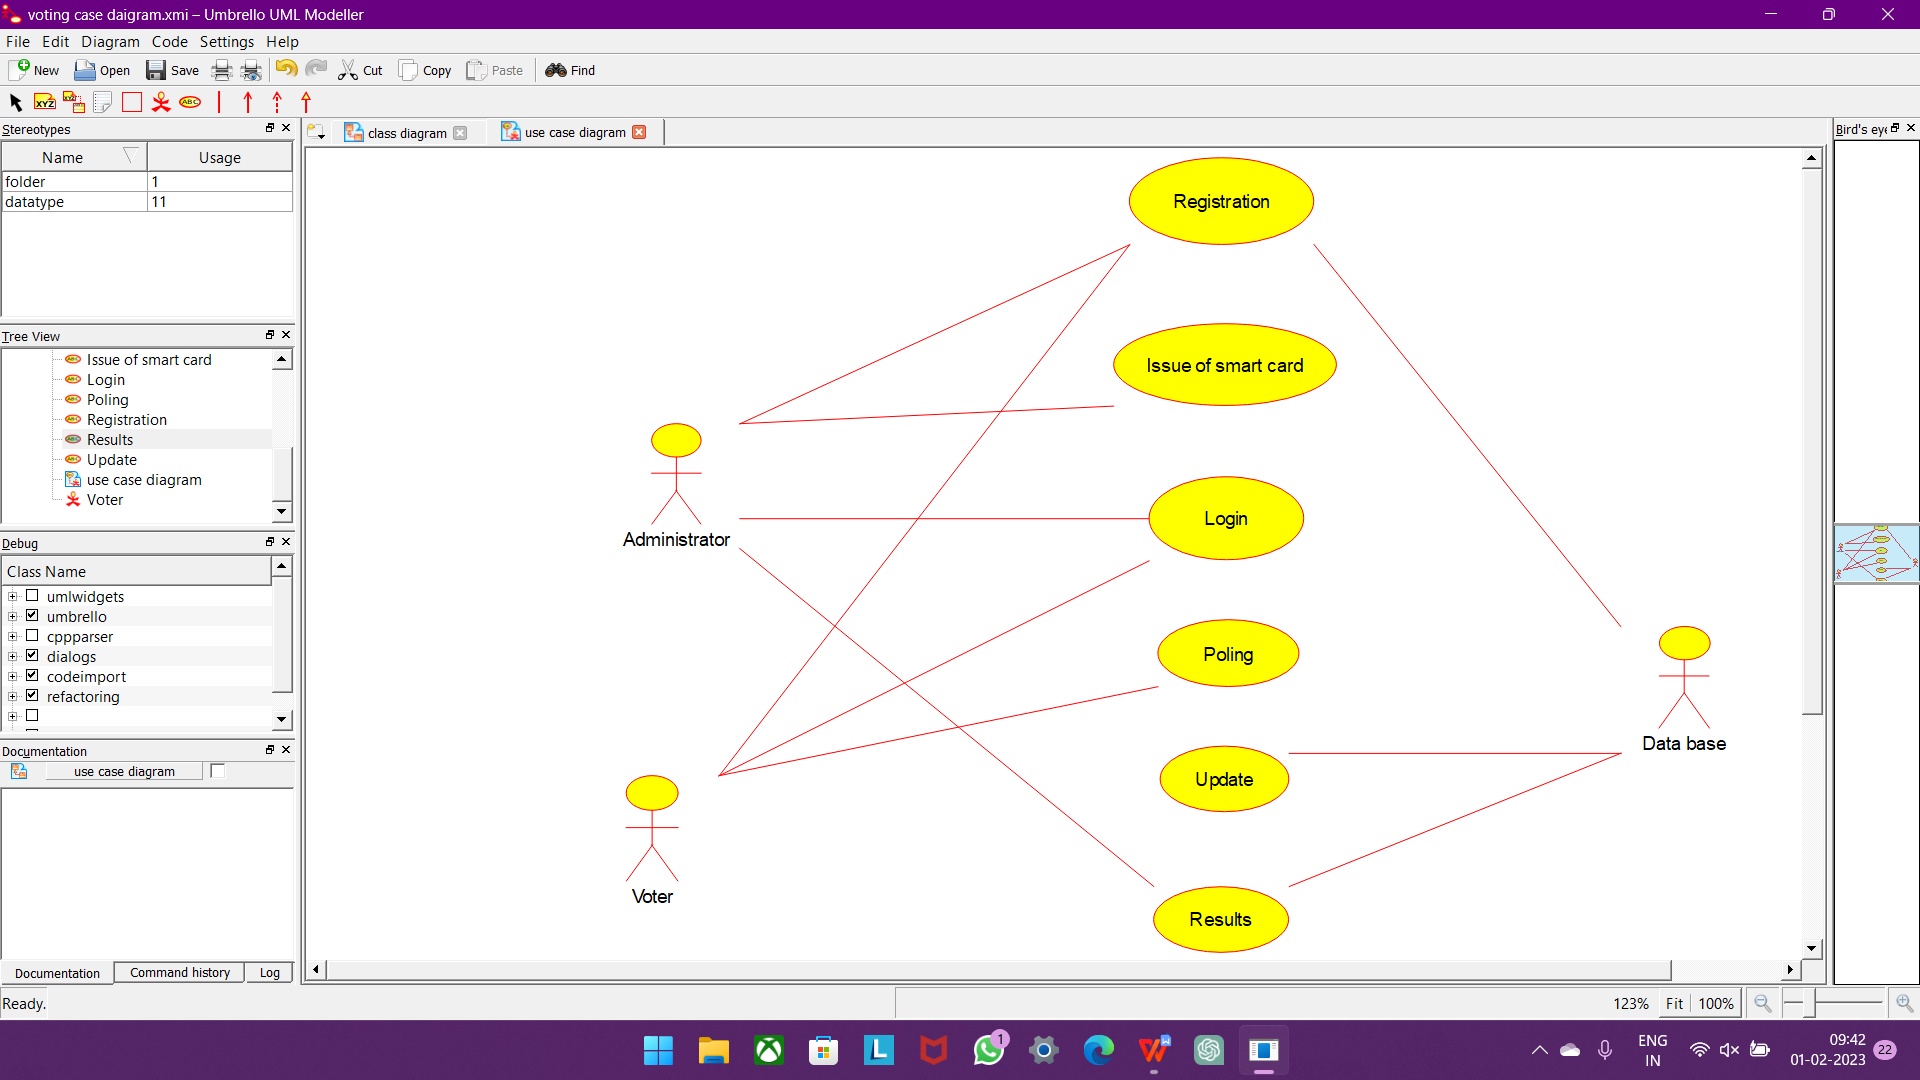 voting case daigram.xmi – Umbrello UML Modeller
File Edit Diagram Code Settings Help
New Open Save Cut Copy Paste Find
XYZ XYZ ABC
Stereotypes
Name Usage
folder 1
datatype 11
Tree View
Issue of smart card
Login
Poling
Registration
Results
Update
use case diagram
Voter
Debug
Class Name
umlwidgets
umbrello
cppparser
dialogs
codeimport
refactoring
Documentation
use case diagram
Documentation Command history Log
Ready.
class diagram use case diagram
Registration
Issue of smart card
Administrator
Login
Poling
Data base
Update
Voter
Results
Bird's eye
123% Fit 100%
L
1
ENG
IN
09:42
01-02-2023
22